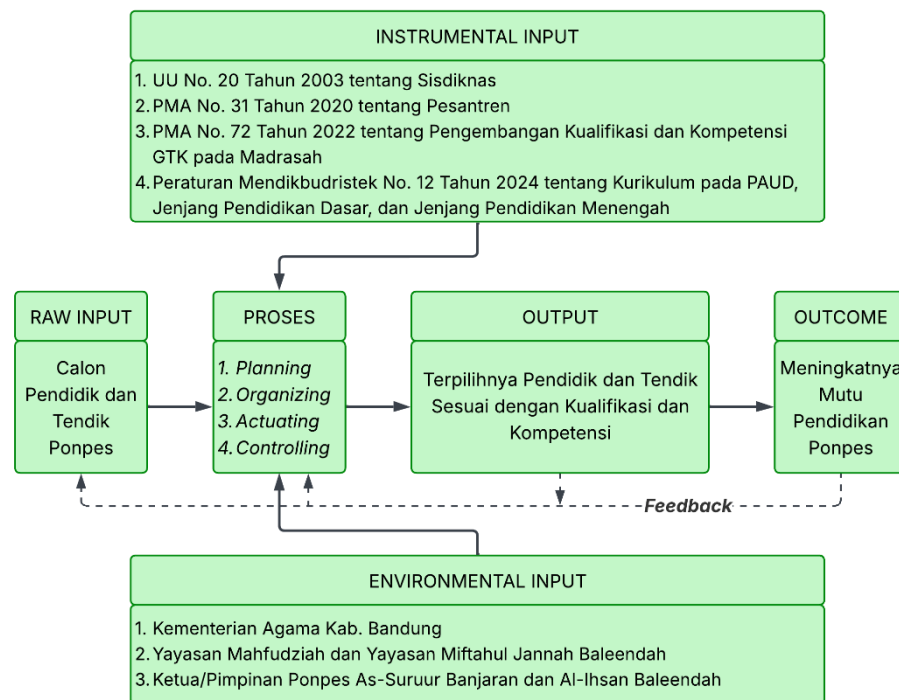 INSTRUMENTAL INPUT
1. UU No. 20 Tahun 2003 tentang Sisdiknas
2. PMA No. 31 Tahun 2020 tentang Pesantren
3. PMA No. 72 Tahun 2022 tentang Pengembangan Kualifikasi dan Kompetensi
GTK pada Madrasah
4. Peraturan Mendikbudristek No. 12 Tahun 2024 tentang Kurikulum pada PAUD,
Jenjang Pendidikan Dasar, dan Jenjang Pendidikan Menengah
RAW INPUT
Calon
Pendidik dan
Tendik
Ponpes
PROSES
1. Planning
2. Organizing
3. Actuating
4. Controlling
OUTPUT
Terpilihnya Pendidik dan Tendik
Sesuai dengan Kualifikasi dan
Kompetensi
OUTCOME
Meningkatnya
Mutu
Pendidikan
Ponpes
Feedback
ENVIRONMENTAL INPUT
1. Kementerian Agama Kab. Bandung
2. Yayasan Mahfudziah dan Yayasan Miftahul Jannah Baleendah
3. Ketua/Pimpinan Ponpes As-Suruur Banjaran dan Al-Ihsan Baleendah